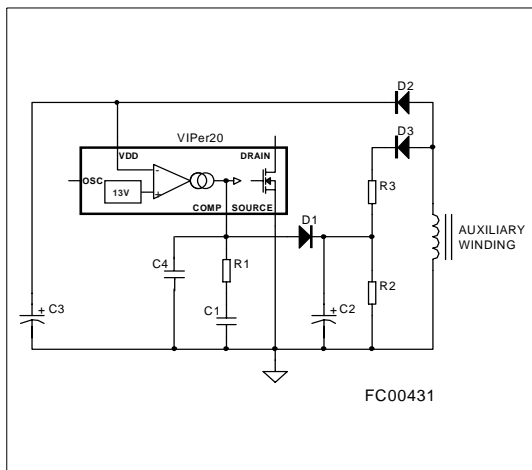 D2
D3
VIPer20
VDD
DRAIN
OSC
-
13V
+
COMP SOURCE
R3
D1
AUXILIARY
WINDING
C4
R1
R2
+
C3
C1
+
C2
FC00431